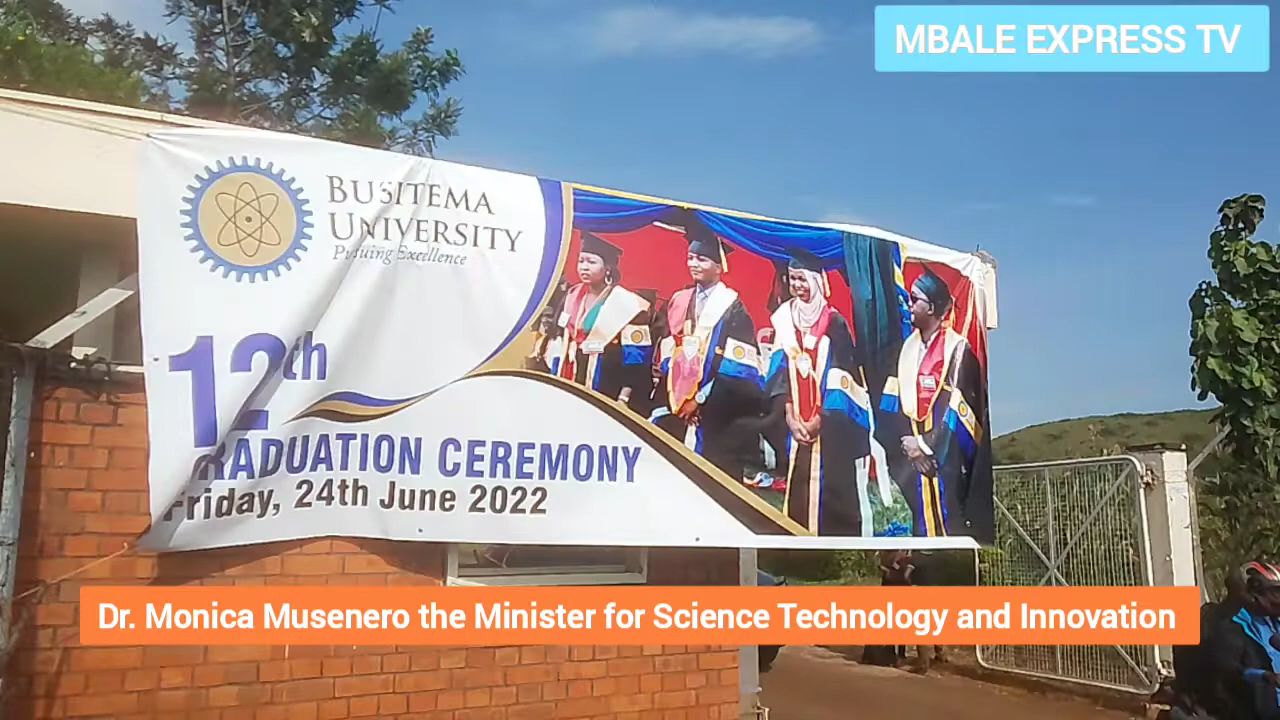 MBALE EXPRESS TV
BUSITEMA
UNIVERSITY
Pursuing Excellence
12th
GRADUATION CEREMONY
Friday, 24th June 2022
Dr. Monica Musenero the Minister for Science Technology and Innovation